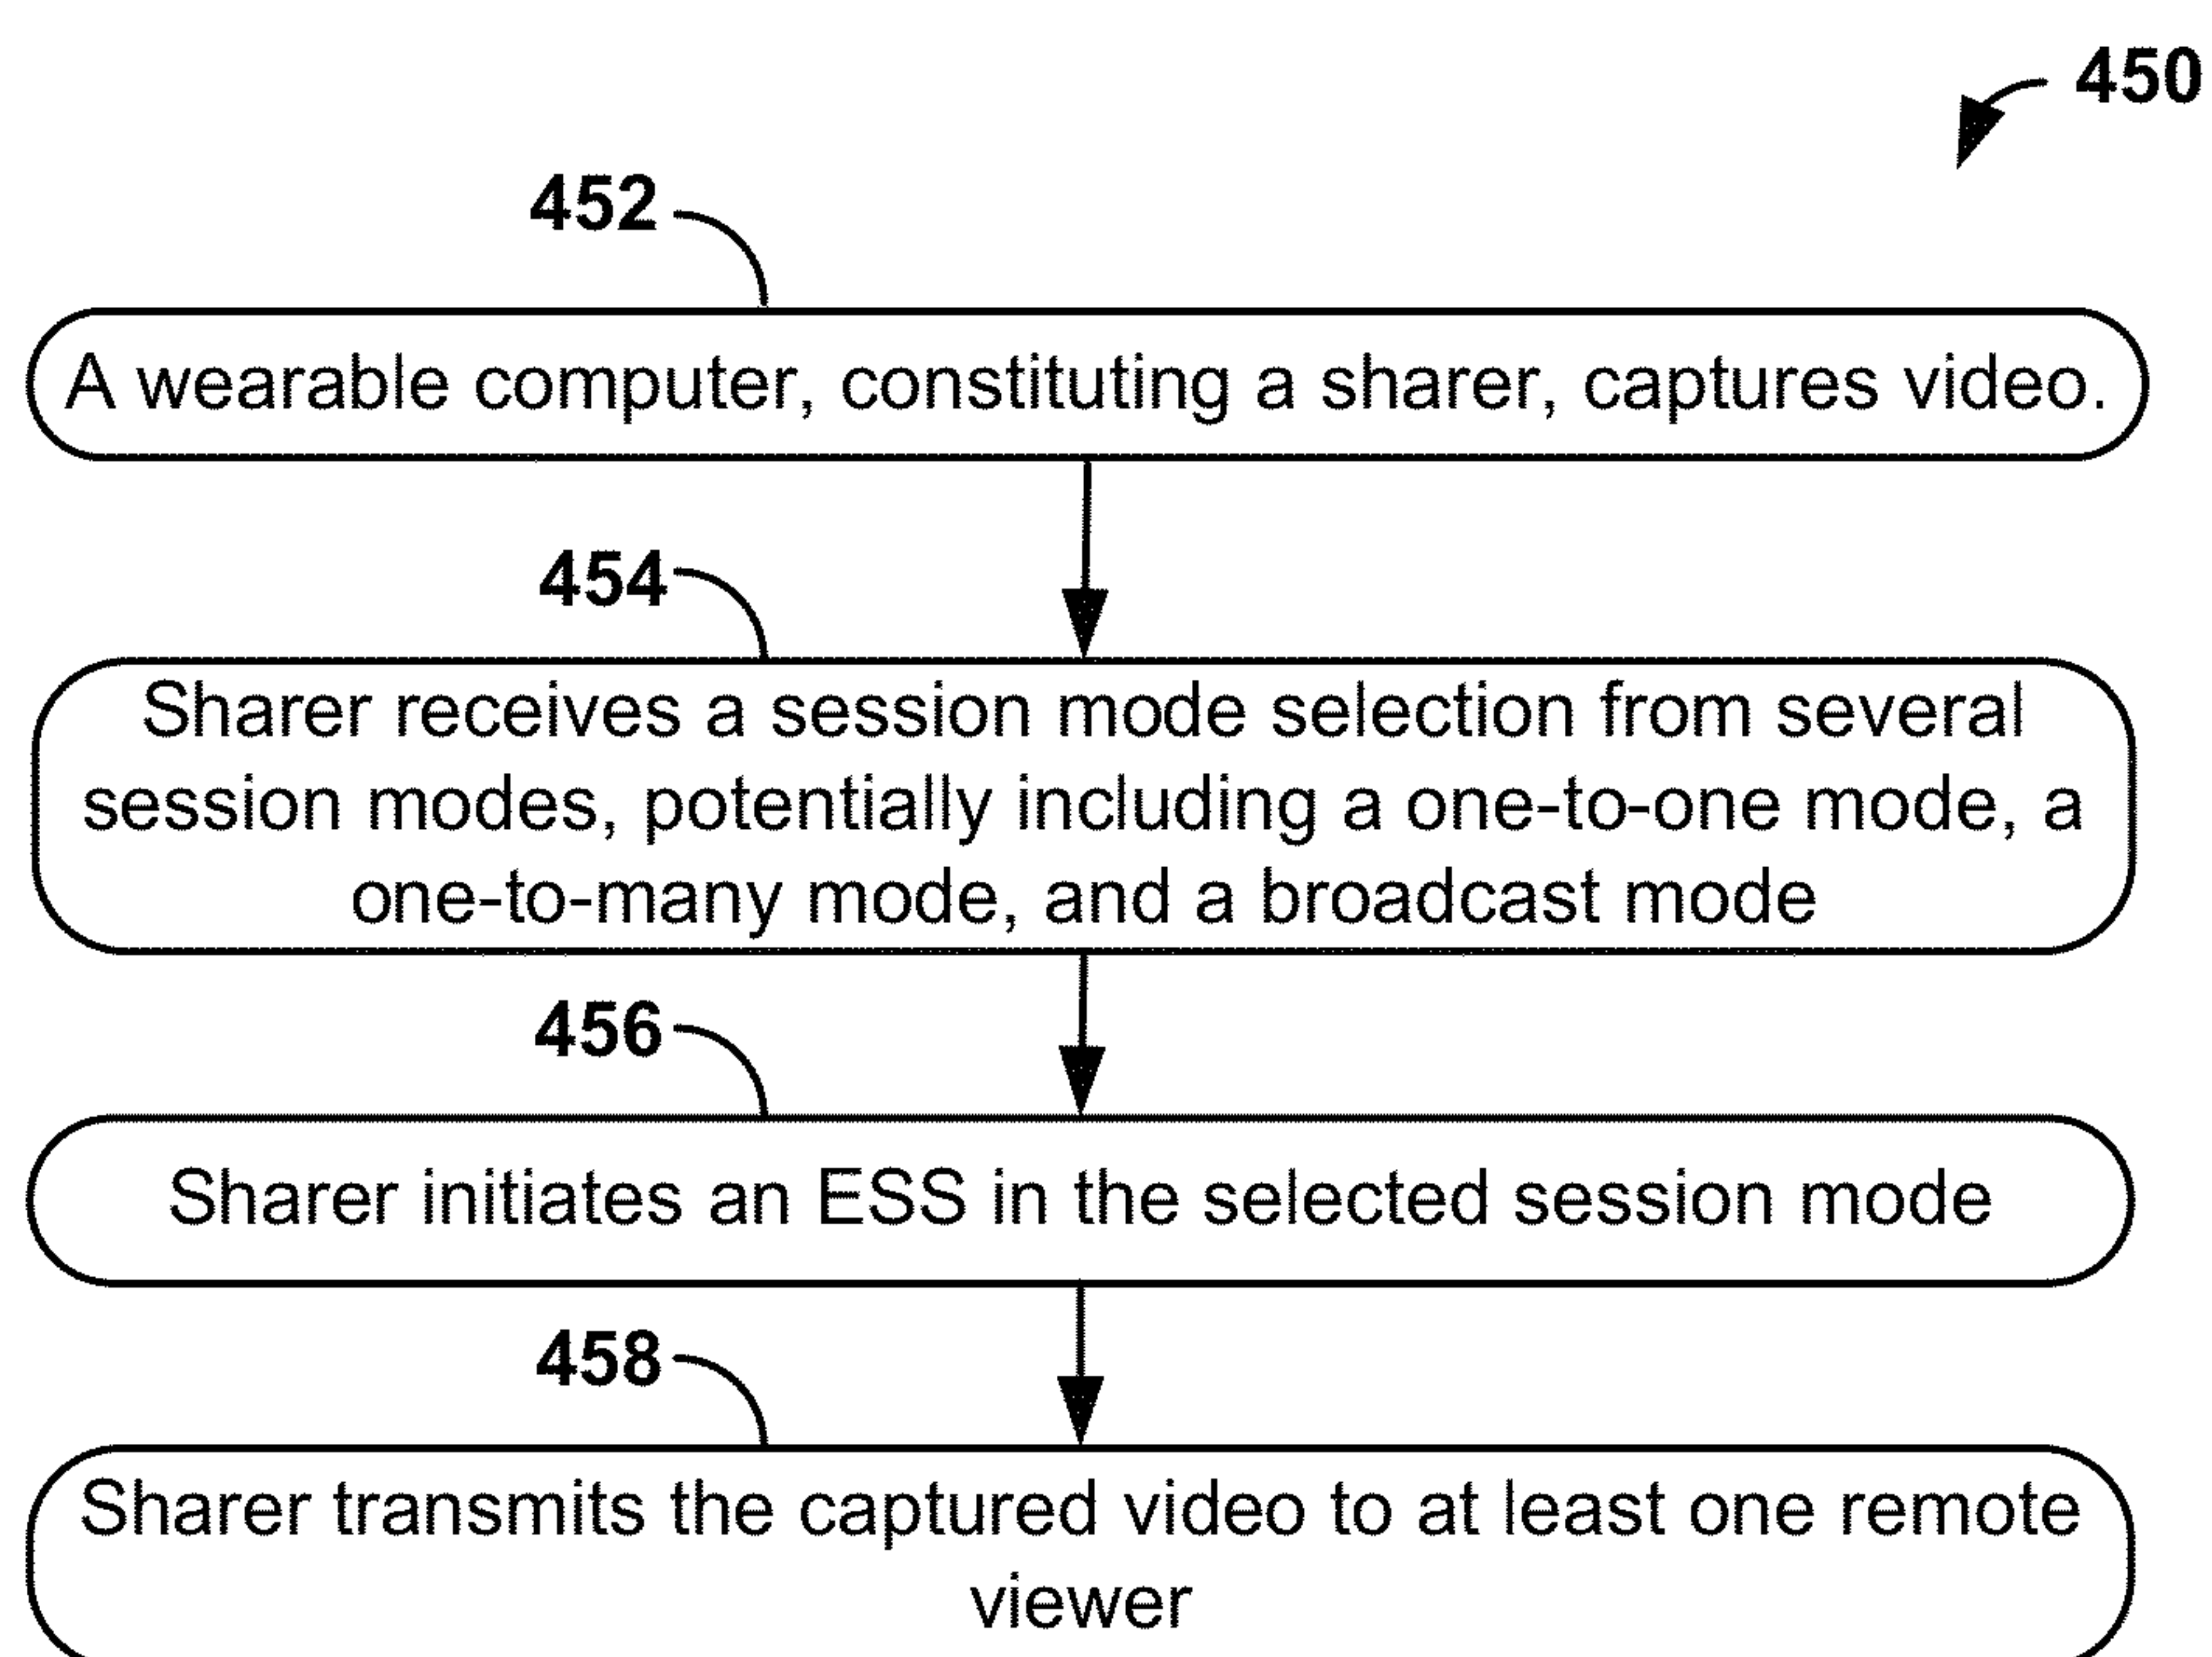 450
452
A wearable computer, constituting a sharer, captures video.
454
Sharer receives a session mode selection from several
session modes, potentially including a one-to-one mode, a
one-to-many mode, and a broadcast mode
456
Sharer initiates an ESS in the selected session mode
458
Sharer transmits the captured video to at least one remote
viewer